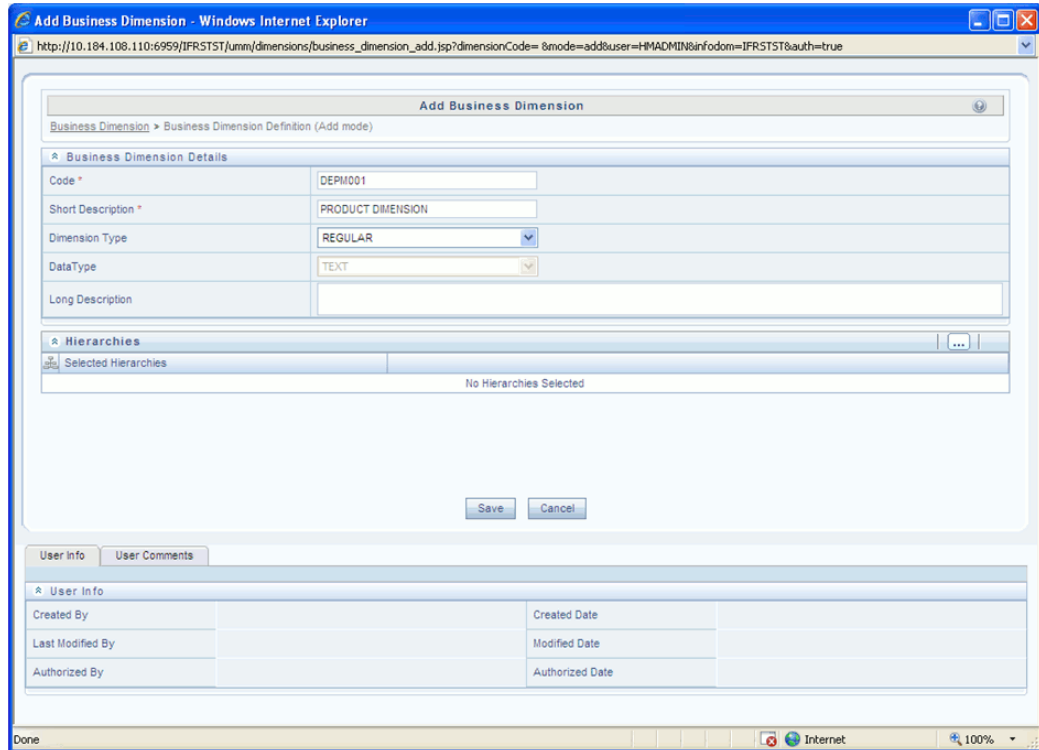 Add Business Dimension - Windows Internet Explorer
http://10.184.108.110:6959/IFRSTST/umm/dimensions/business_dimension_add.jsp?dimensionCode= &mode=add&user=HMADMIN&infodom=IFRSTST&auth=true
Add Business Dimension
Business Dimension > Business Dimension Definition (Add mode)
Business Dimension Details
Code * DEPM001
Short Description * PRODUCT DIMENSION
Dimension Type REGULAR
DataType TEXT
Long Description
Hierarchies ...
Selected Hierarchies
No Hierarchies Selected
Save Cancel
User Info User Comments
User Info
Created By Created Date
Last Modified By Modified Date
Authorized By Authorized Date
Done Internet 100%